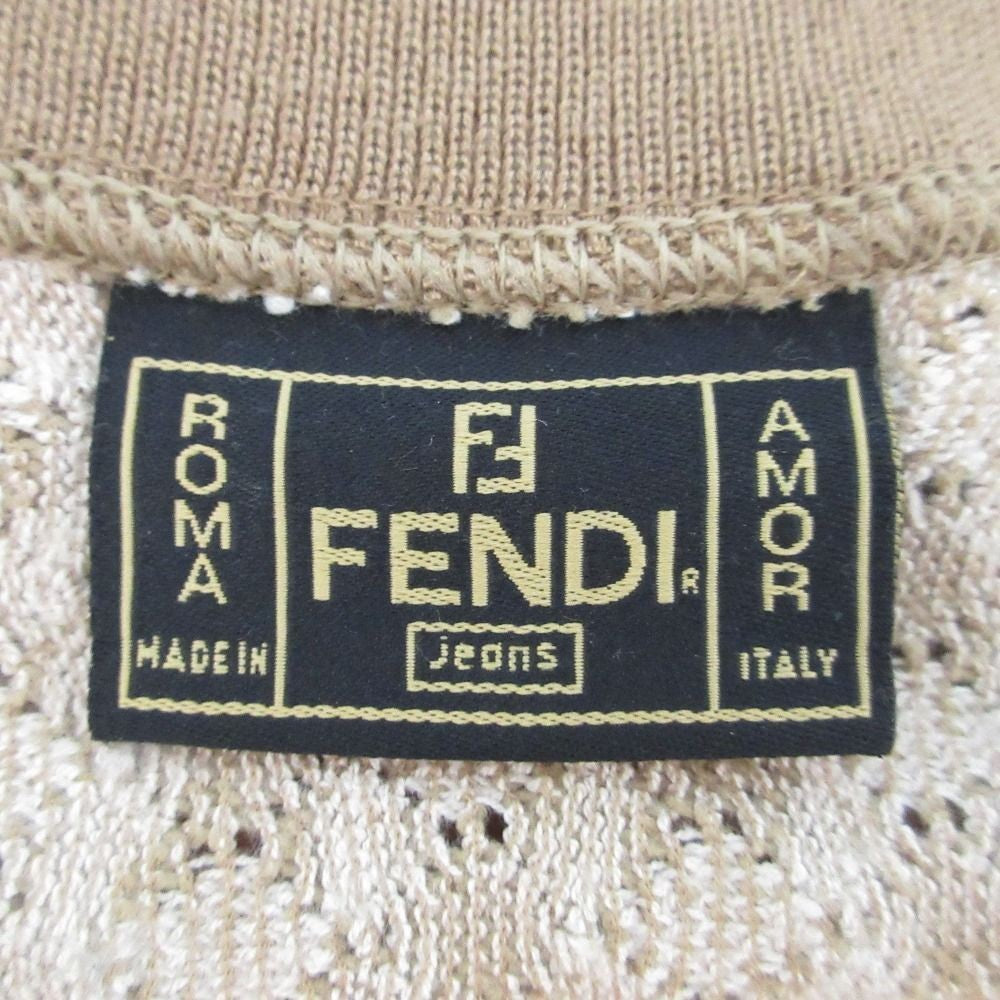 ROMA
MADE IN
FF
FENDI R
jeans
AMOR
ITALY